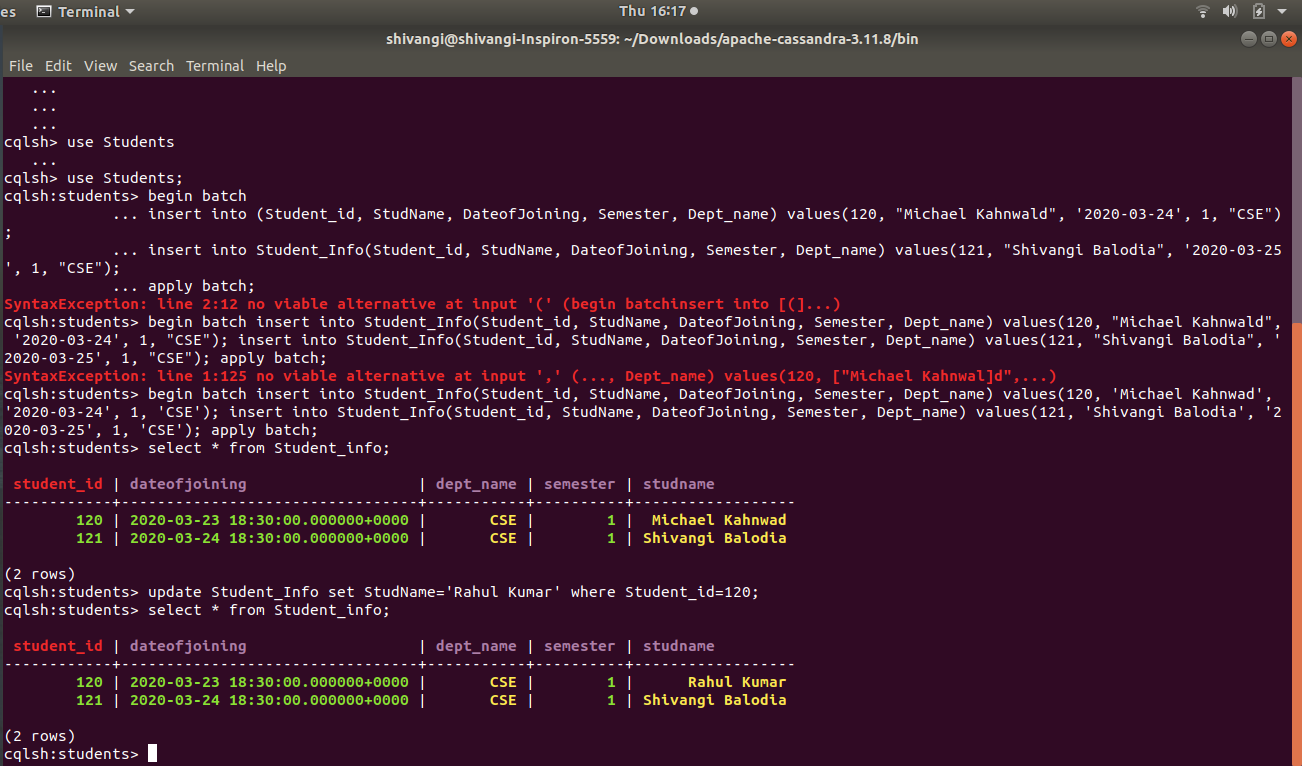 es Terminal Thu 16:17
shivangi@shivangi-Inspiron-5559: ~/Downloads/apache-cassandra-3.11.8/bin
File Edit View Search Terminal Help
   ...
   ...
   ...
cqlsh> use Students
   ...
cqlsh> use Students;
cqlsh:students> begin batch
            ... insert into (Student_id, StudName, DateofJoining, Semester, Dept_name) values(120, "Michael Kahnwald", '2020-03-24', 1, "CSE")
;
            ... insert into Student_Info(Student_id, StudName, DateofJoining, Semester, Dept_name) values(121, "Shivangi Balodia", '2020-03-25
', 1, "CSE");
            ... apply batch;
SyntaxException: line 2:12 no viable alternative at input '(' (begin batchinsert into [(]...)
cqlsh:students> begin batch insert into Student_Info(Student_id, StudName, DateofJoining, Semester, Dept_name) values(120, "Michael Kahnwald",
 '2020-03-24', 1, "CSE"); insert into Student_Info(Student_id, StudName, DateofJoining, Semester, Dept_name) values(121, "Shivangi Balodia", '
2020-03-25', 1, "CSE"); apply batch;
SyntaxException: line 1:125 no viable alternative at input ',' (..., Dept_name) values(120, ["Michael Kahnwal]d",...)
cqlsh:students> begin batch insert into Student_Info(Student_id, StudName, DateofJoining, Semester, Dept_name) values(120, 'Michael Kahnwad',
'2020-03-24', 1, 'CSE'); insert into Student_Info(Student_id, StudName, DateofJoining, Semester, Dept_name) values(121, 'Shivangi Balodia', '2
020-03-25', 1, 'CSE'); apply batch;
cqlsh:students> select * from Student_info;

 student_id | dateofjoining                   | dept_name | semester | studname
------------+---------------------------------+-----------+----------+------------------
        120 | 2020-03-23 18:30:00.000000+0000 |       CSE |        1 |  Michael Kahnwad
        121 | 2020-03-24 18:30:00.000000+0000 |       CSE |        1 | Shivangi Balodia

(2 rows)
cqlsh:students> update Student_Info set StudName='Rahul Kumar' where Student_id=120;
cqlsh:students> select * from Student_info;

 student_id | dateofjoining                   | dept_name | semester | studname
------------+---------------------------------+-----------+----------+------------------
        120 | 2020-03-23 18:30:00.000000+0000 |       CSE |        1 |      Rahul Kumar
        121 | 2020-03-24 18:30:00.000000+0000 |       CSE |        1 | Shivangi Balodia

(2 rows)
cqlsh:students>